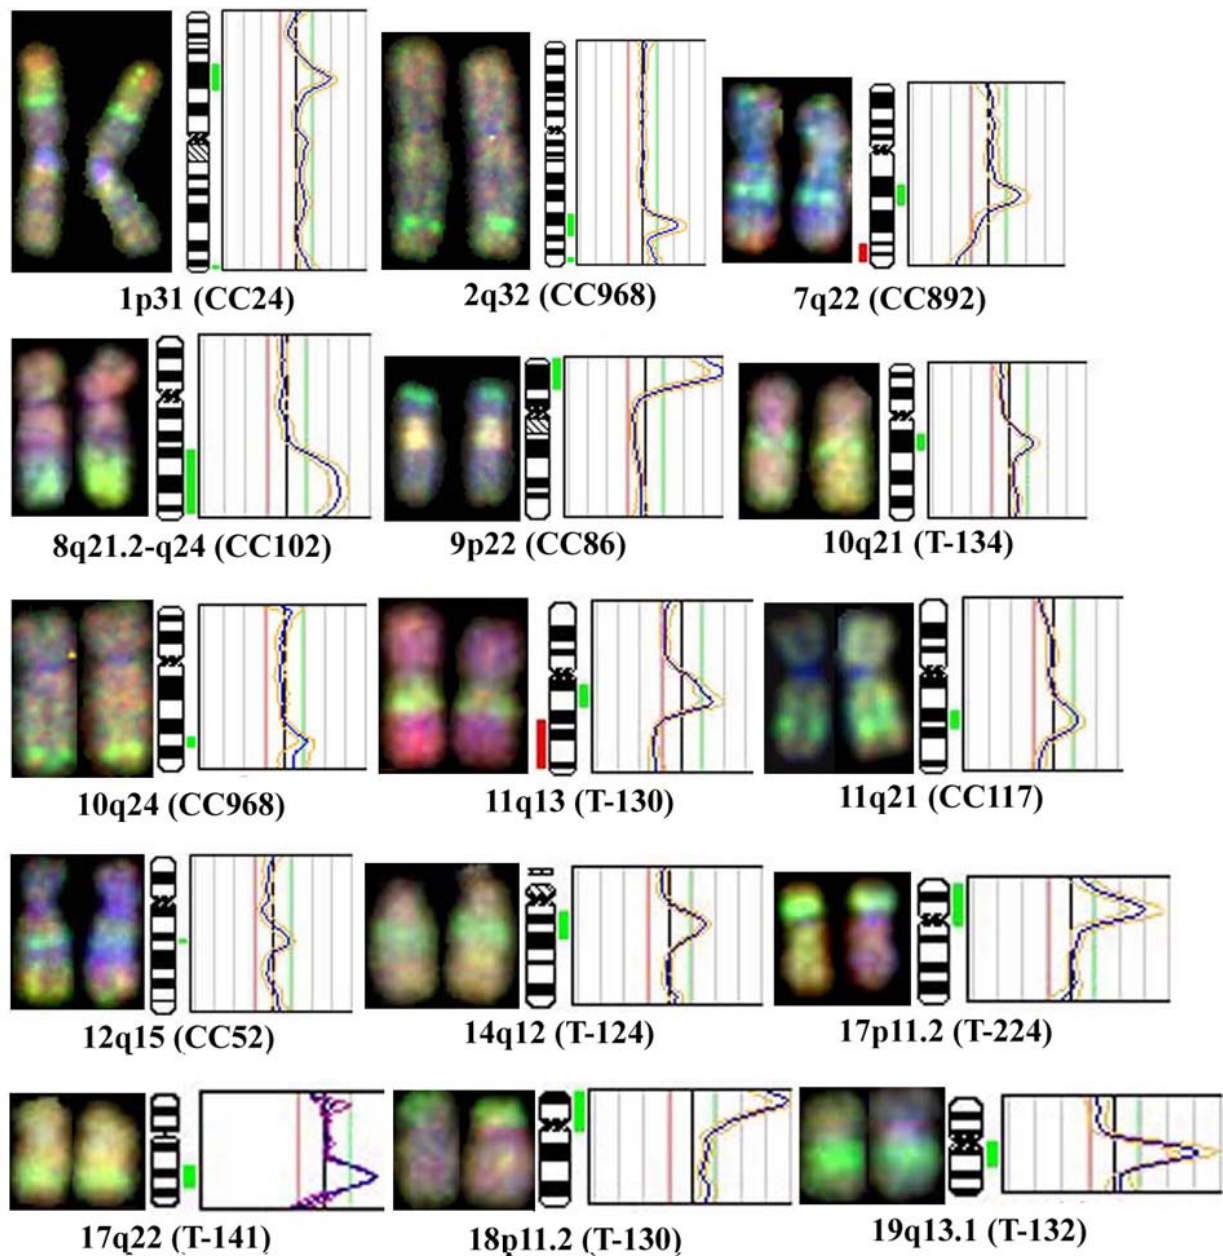 1p31 (CC24)
2q32 (CC968)
7q22 (CC892)
8q21.2-q24 (CC102)
9p22 (CC86)
10q21 (T-134)
10q24 (CC968)
11q13 (T-130)
11q21 (CC117)
12q15 (CC52)
14q12 (T-124)
17p11.2 (T-224)
17q22 (T-141)
18p11.2 (T-130)
19q13.1 (T-132)